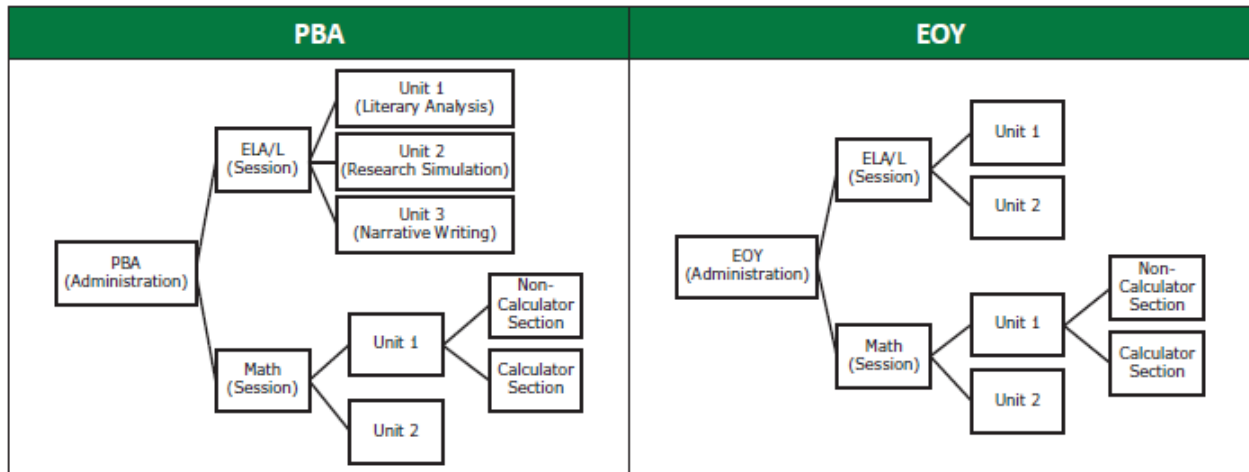 PBA
EOY
Unit 1
(Literary Analysis)
ELA/L
(Session)
Unit 2
(Research Simulation)
Unit 3
(Narrative Writing)
PBA
(Administration)
Math
(Session)
Unit 1
Non-
Calculator
Section
Calculator
Section
Unit 2
ELA/L
(Session)
Unit 1
Unit 2
EOY
(Administration)
Math
(Session)
Unit 1
Non-
Calculator
Section
Calculator
Section
Unit 2